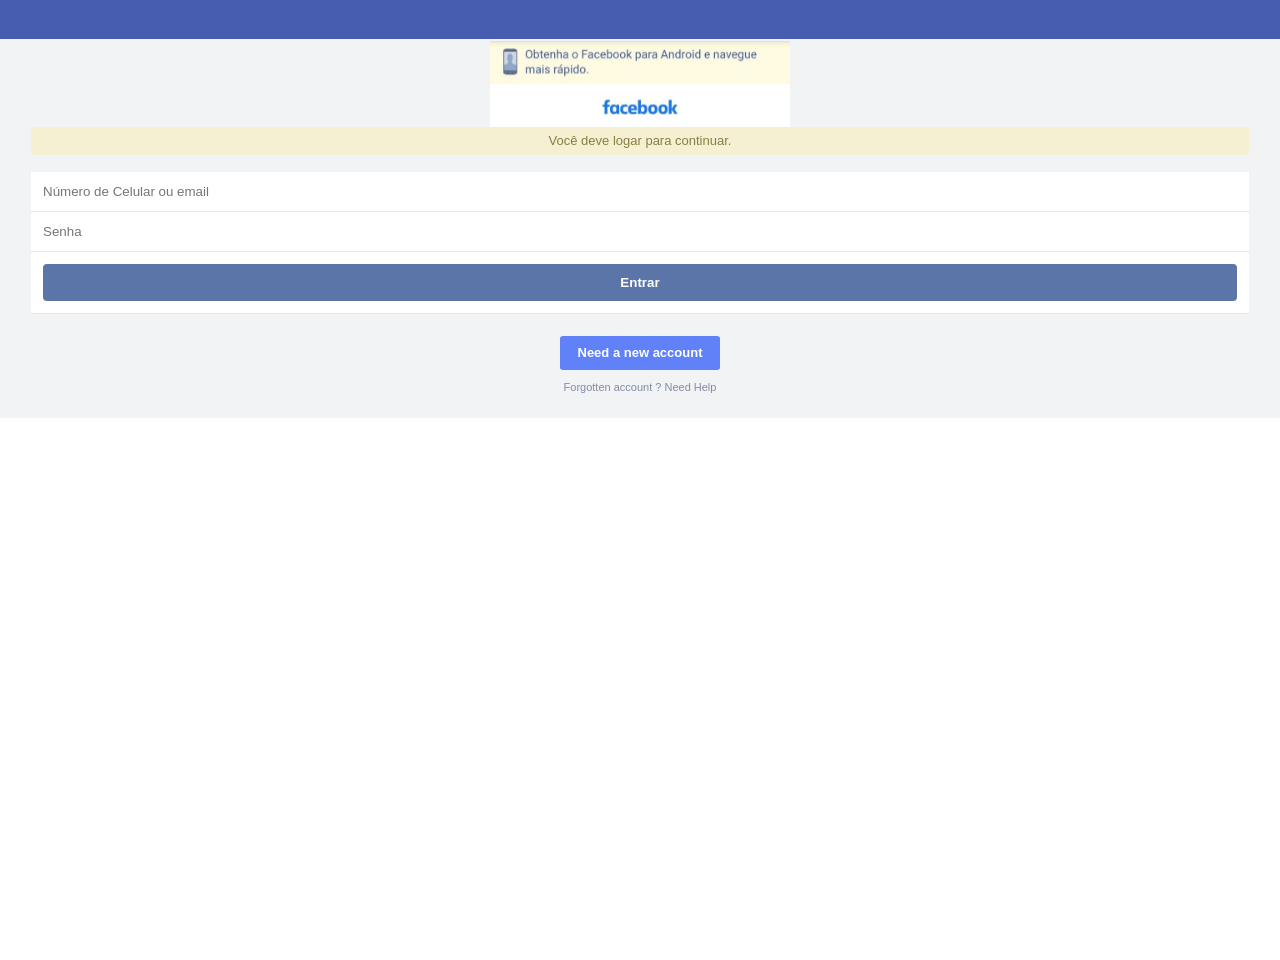 Obtenha o Facebook para Android e navegue
mais rápido.
facebook
Você deve logar para continuar.
Número de Celular ou email
Senha
Entrar
Need a new account
Forgotten account ? Need Help